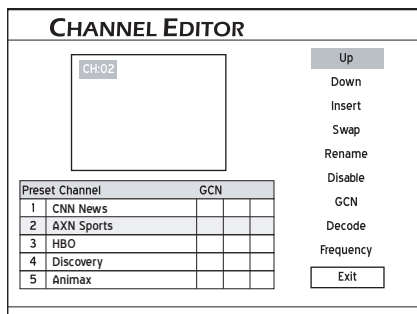 CHANNEL EDITOR
CH:02
Preset Channel GCN
1 CNN News
2 AXN Sports
3 HBO
4 Discovery
5 Animax
Up
Down
Insert
Swap
Rename
Disable
GCN
Decode
Frequency
Exit